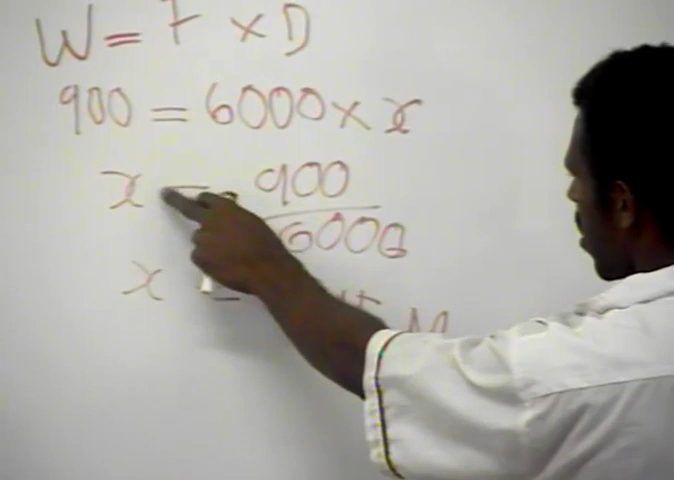 W = F × D
900 = 6000 × x
x = 900
6000
x =